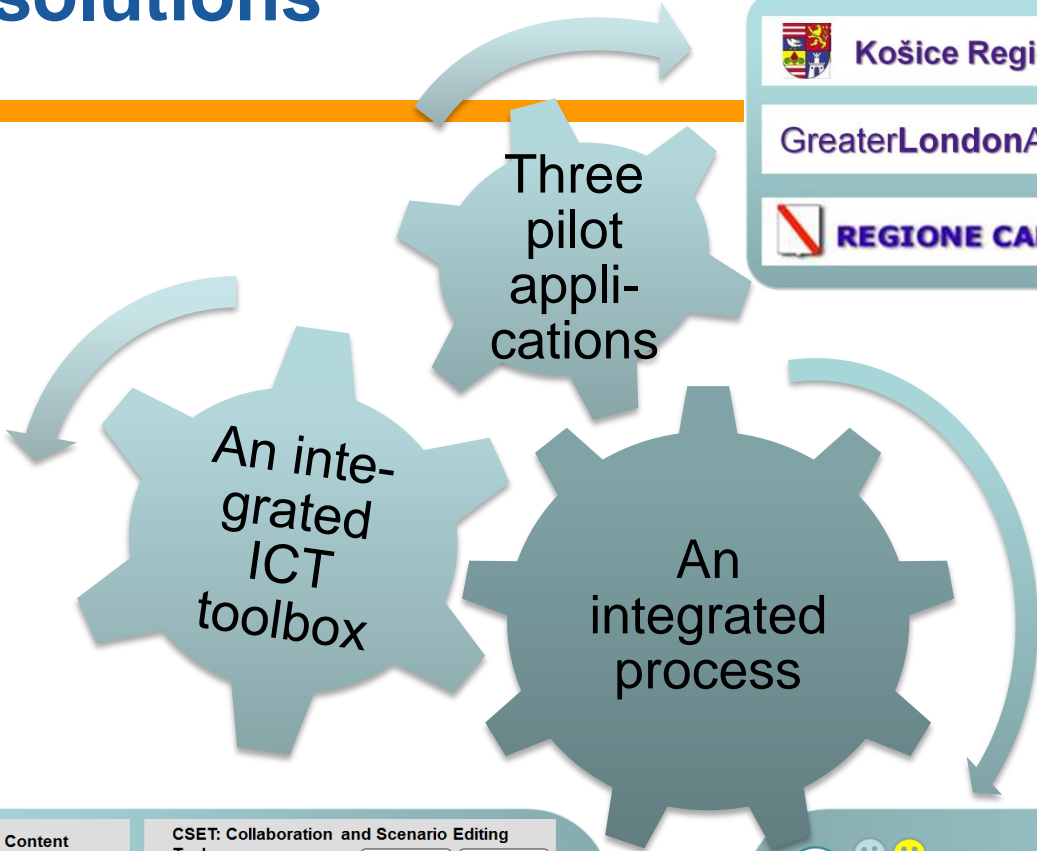 solutions
Košice Regi
GreaterLondonA
REGIONE CA
Three
pilot
appli-
cations
An inte-
grated
ICT
toolbox
An
integrated
process
Content
CSET: Collaboration and Scenario Editing